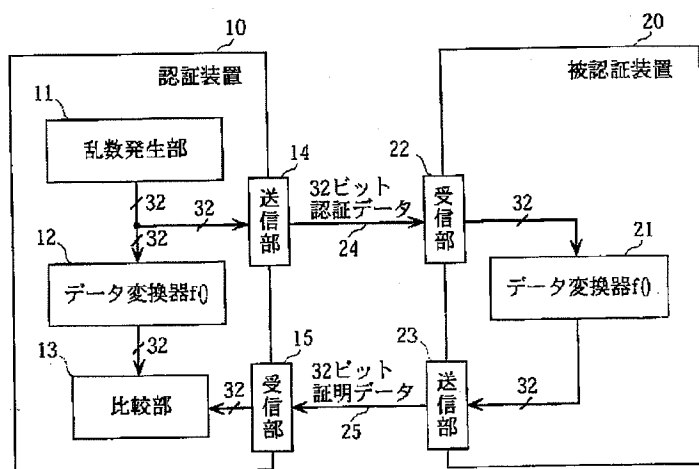 10
認証装置
20
被認証装置
11
乱数発生部
32
32
32
14
送信部
32ビット
認証データ
24
22
受信部
32
21
データ変換器f()
12
データ変換器f()
32
13
比較部
32
15
受信部
32ビット
証明データ
25
23
送信部
32